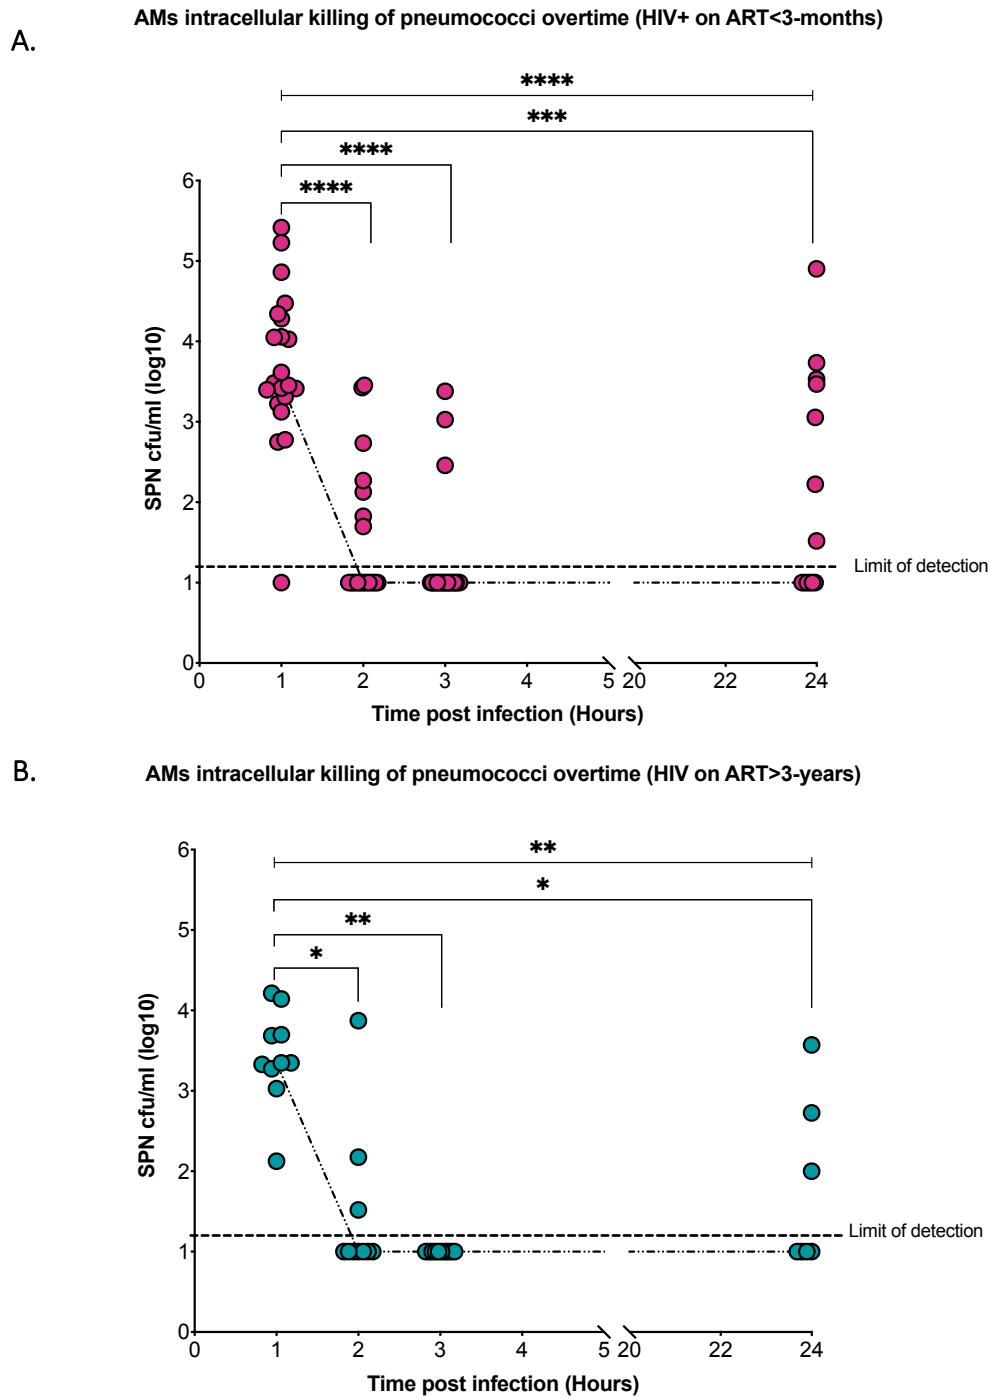 AMs intracellular killing of pneumococci overtime (HIV+ on ART<3-months)
A.
****
***
****
****
6
5
4
3
2
1
0
SPN cfu/ml (log10)
Limit of detection
0 1 2 3 4 5 20 22 24
Time post infection (Hours)
B.
AMs intracellular killing of pneumococci overtime (HIV on ART>3-years)
**
*
**
*
6
5
4
3
2
1
0
SPN cfu/ml (log10)
Limit of detection
0 1 2 3 4 5 20 22 24
Time post infection (Hours)